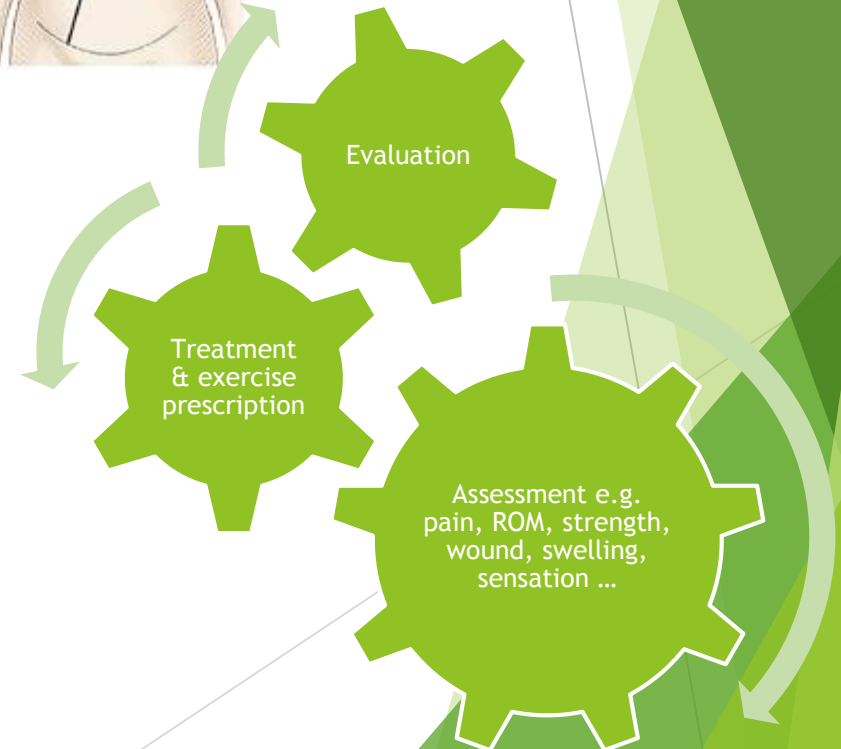 Evaluation
Treatment
& exercise
prescription
Assessment e.g.
pain, ROM, strength,
wound, swelling,
sensation …